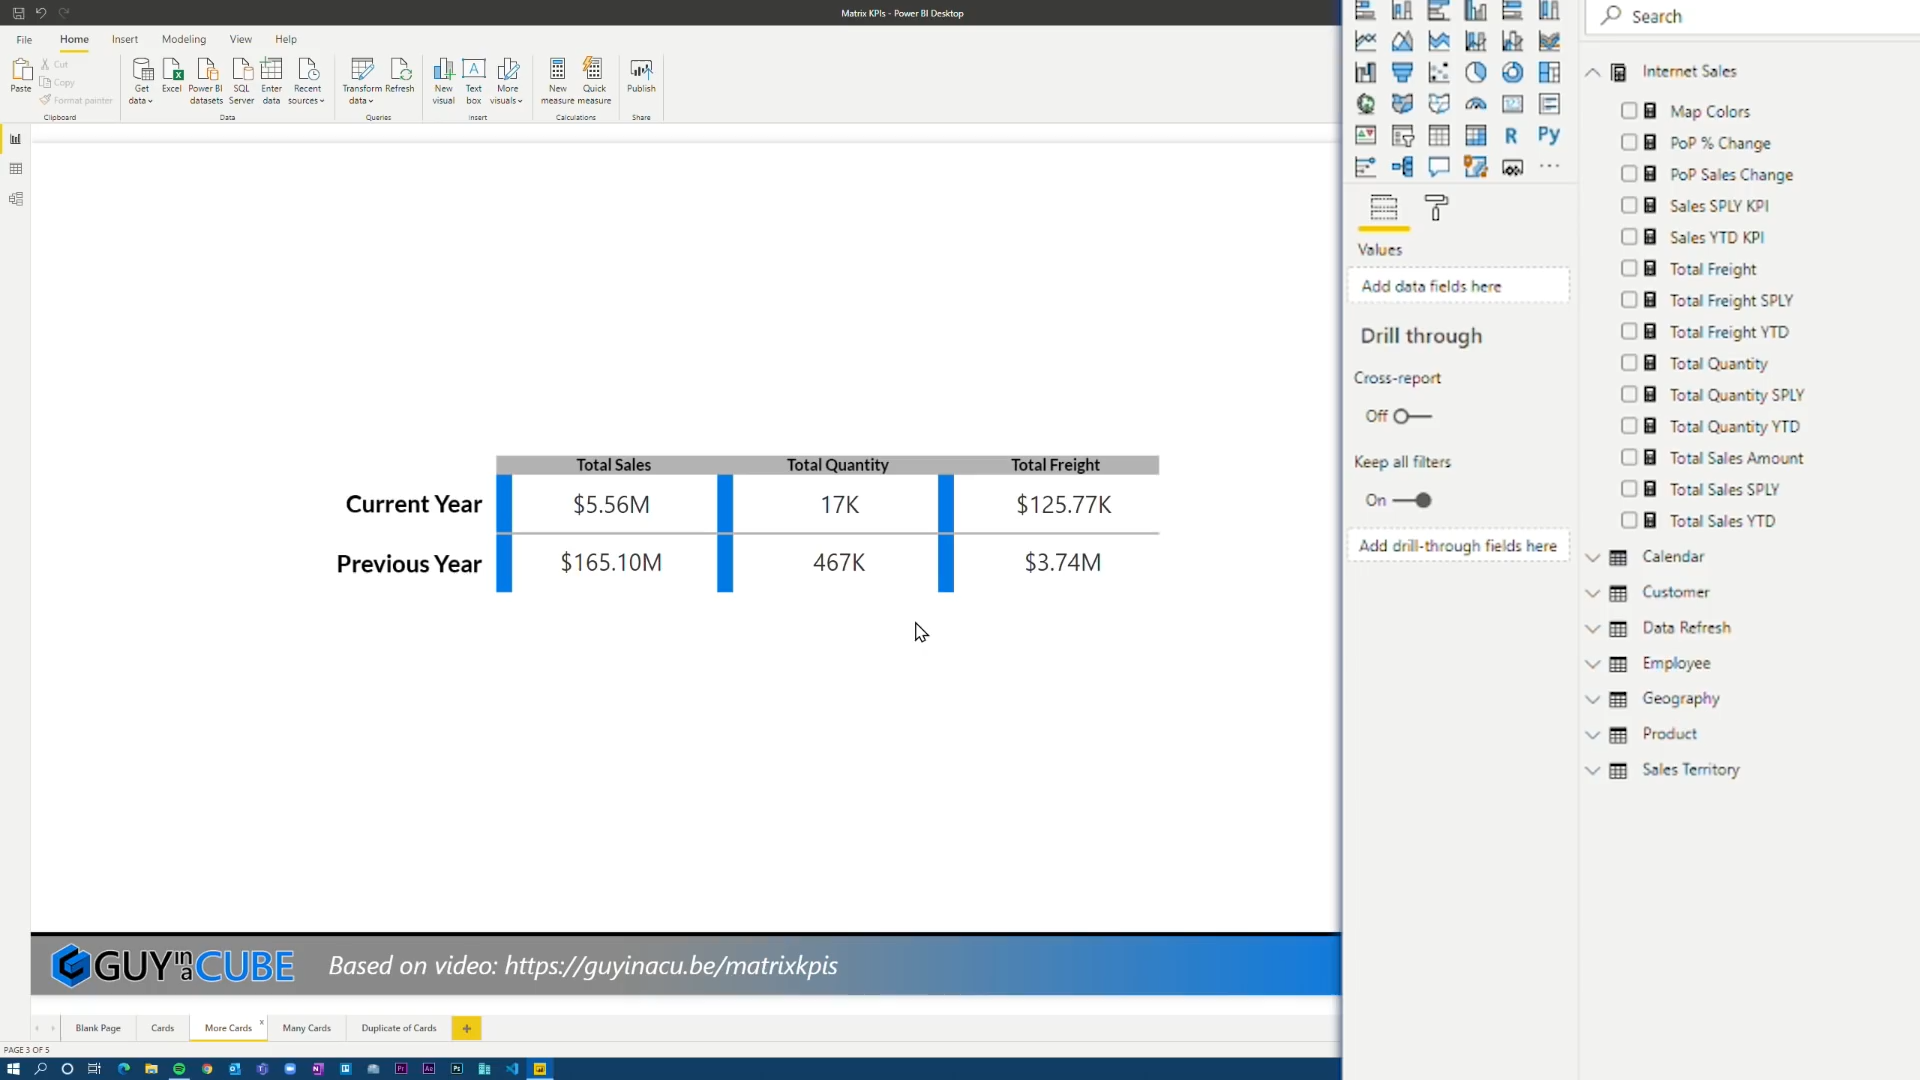 Matrix KPIs - Power BI Desktop
File Home Insert Modeling View Help
Paste
Cut
Copy
Format painter
Clipboard
Get data
Excel
Power BI datasets
SQL Server
Enter data
Recent sources
Data
Transform data
Refresh
Queries
New visual
Text box
More visuals
Insert
New measure
Quick measure
Calculations
Publish
Share
Total Sales Total Quantity Total Freight
Current Year $5.56M 17K $125.77K
Previous Year $165.10M 467K $3.74M
GUY in a CUBE
Based on video: https://guyinacu.be/matrixkpis
Blank Page Cards More Cards x Many Cards Duplicate of Cards +
PAGE 3 OF 5
R Py
Values
Add data fields here
Drill through
Cross-report
Off
Keep all filters
On
Add drill-through fields here
Search
Internet Sales
Map Colors
PoP % Change
PoP Sales Change
Sales SPLY KPI
Sales YTD KPI
Total Freight
Total Freight SPLY
Total Freight YTD
Total Quantity
Total Quantity SPLY
Total Quantity YTD
Total Sales Amount
Total Sales SPLY
Total Sales YTD
Calendar
Customer
Data Refresh
Employee
Geography
Product
Sales Territory